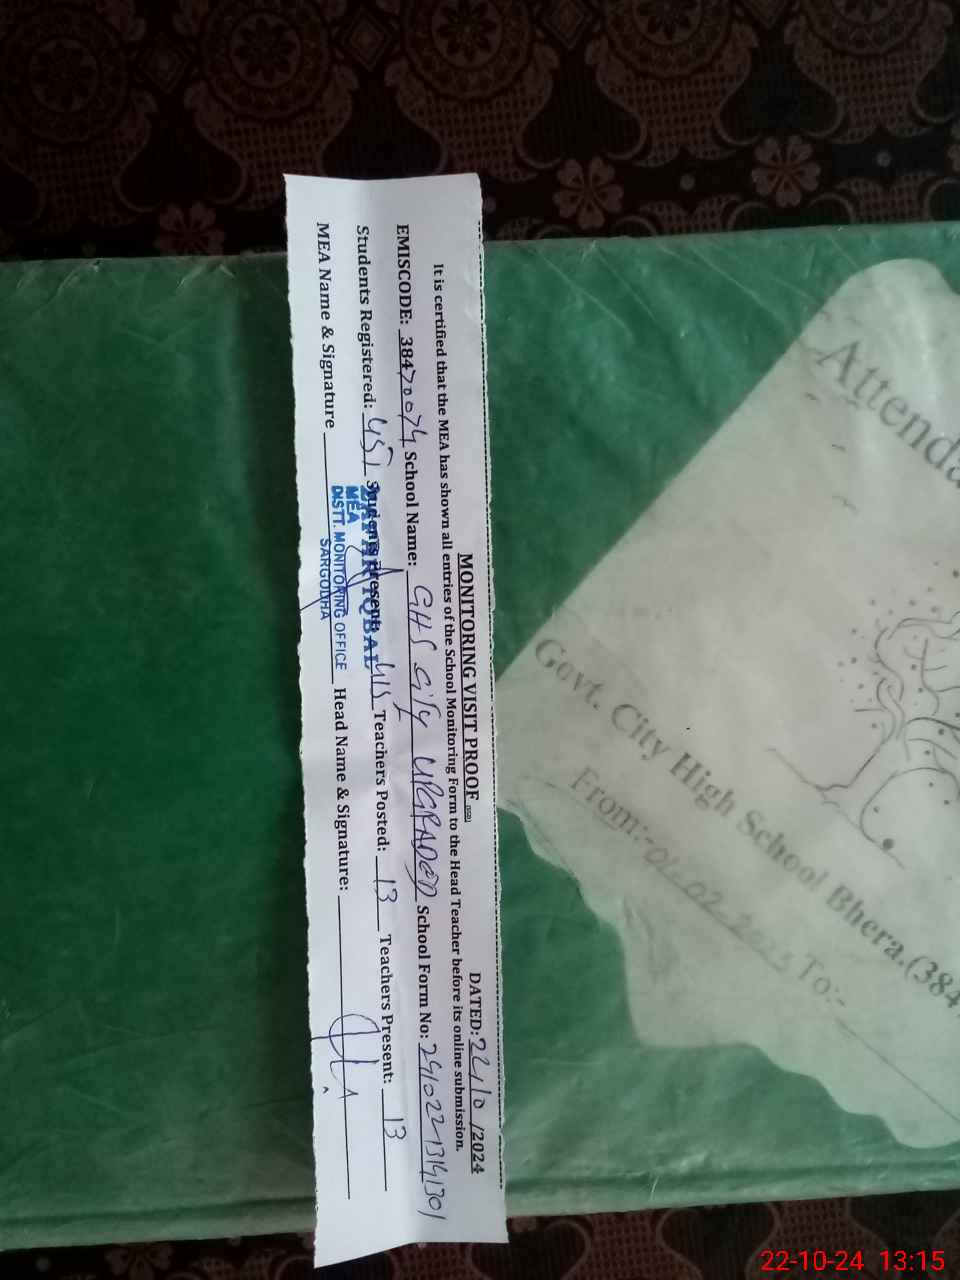 MONITORING VISIT PROOF DATED: 22/10/2024
It is certified that the MEA has shown all entries of the School Monitoring Form to the Head Teacher before its online submission.
EMISCODE: 38470074 School Name: GHS City UPGRADED School Form No:
Students Registered: 451 Students Present: 415 Teachers Posted: 13 Teachers Present: 13
MEA Name & Signature Head Name & Signature:
ZAFAR IQBAL
MEA
DISTT. MONITORING OFFICE
SARGODHA
Attenda
Govt. City High School Bhera.(384
From:- 01-02- To:-
22-10-24 13:15